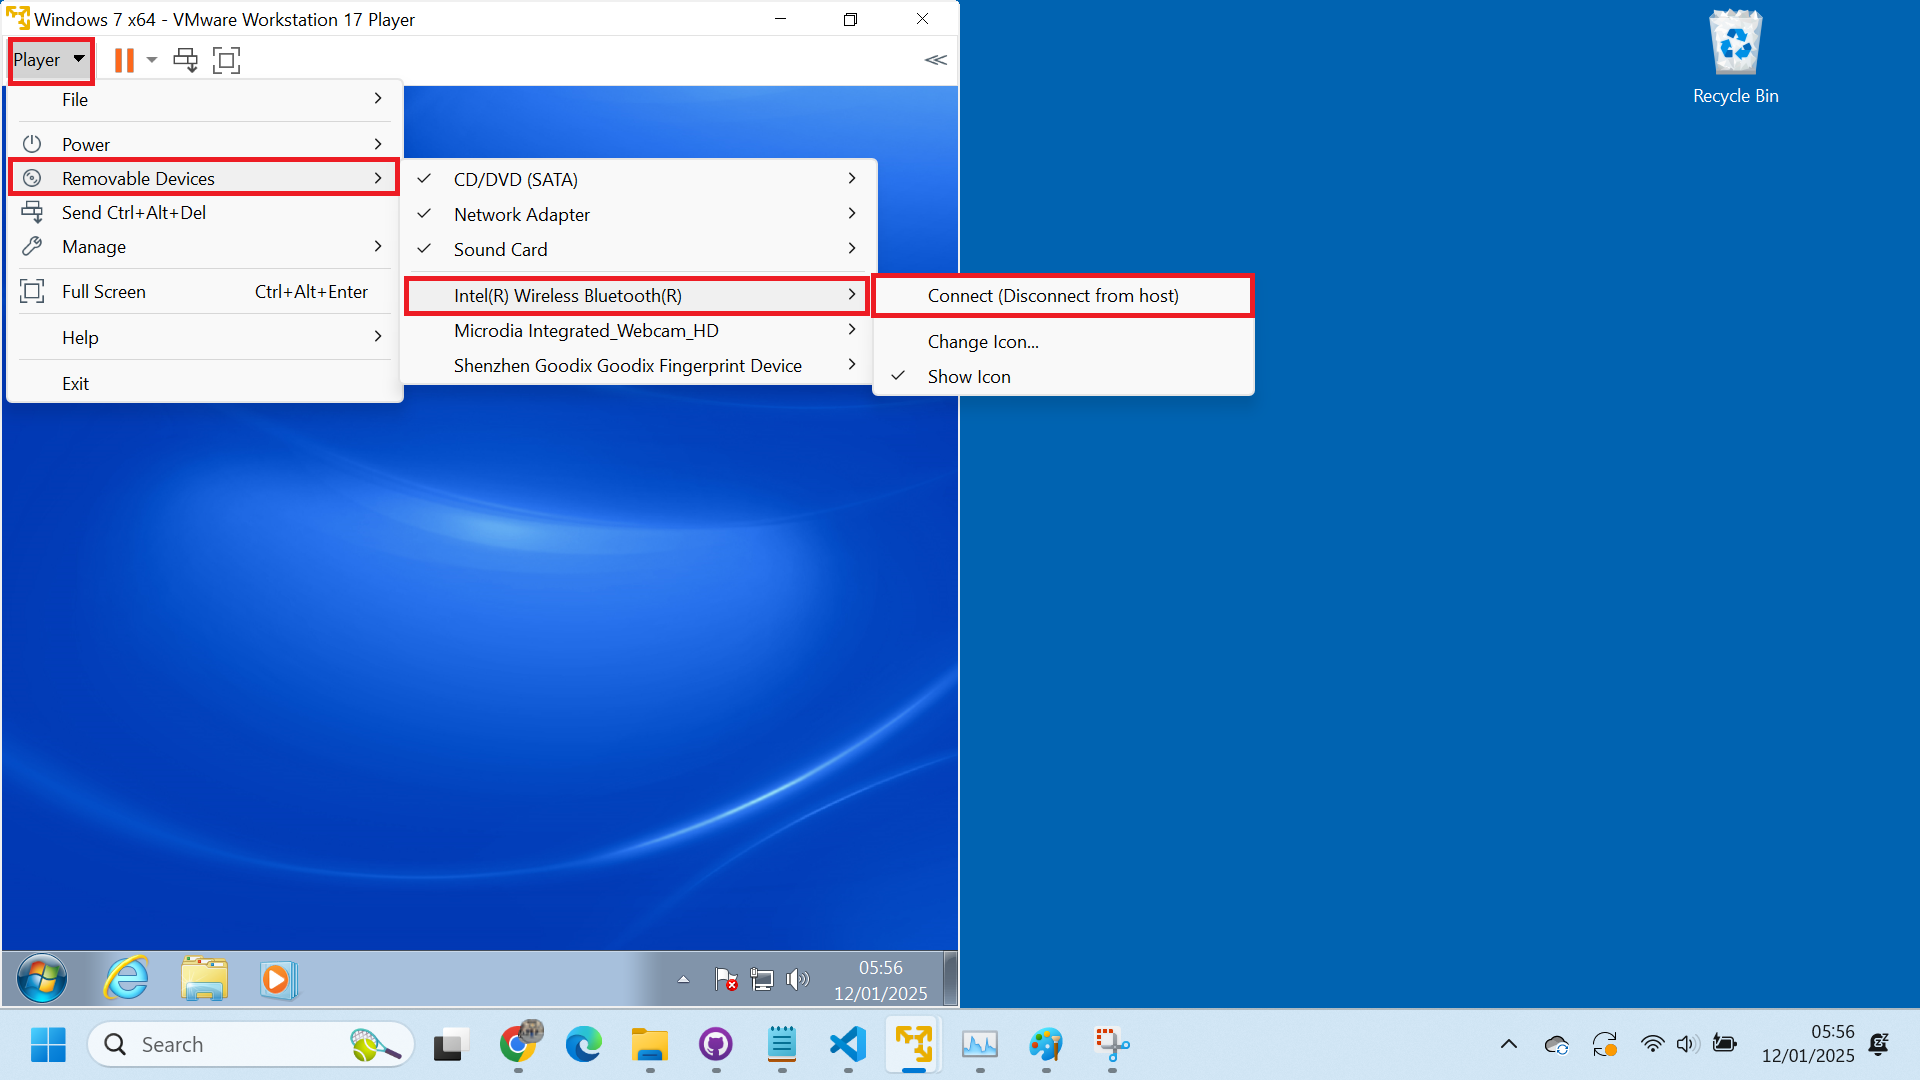 Windows 7 x64 - VMware Workstation 17 Player
Player
File
Power
Removable Devices
Send Ctrl+Alt+Del
Manage
Full Screen Ctrl+Alt+Enter
Help
Exit
CD/DVD (SATA)
Network Adapter
Sound Card
Intel(R) Wireless Bluetooth(R)
Microdia Integrated_Webcam_HD
Shenzhen Goodix Goodix Fingerprint Device
Connect (Disconnect from host)
Change Icon...
Show Icon
Recycle Bin
05:56
12/01/2025
Search
05:56
12/01/2025